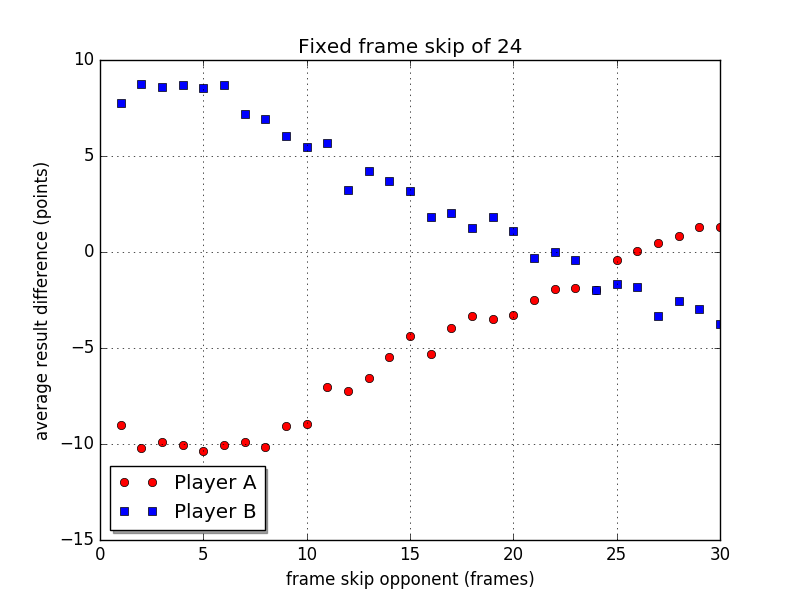 Fixed frame skip of 24
10
5
0
−5
−10
−15
average result difference (points)
Player A
Player B
0 5 10 15 20 25 30
frame skip opponent (frames)